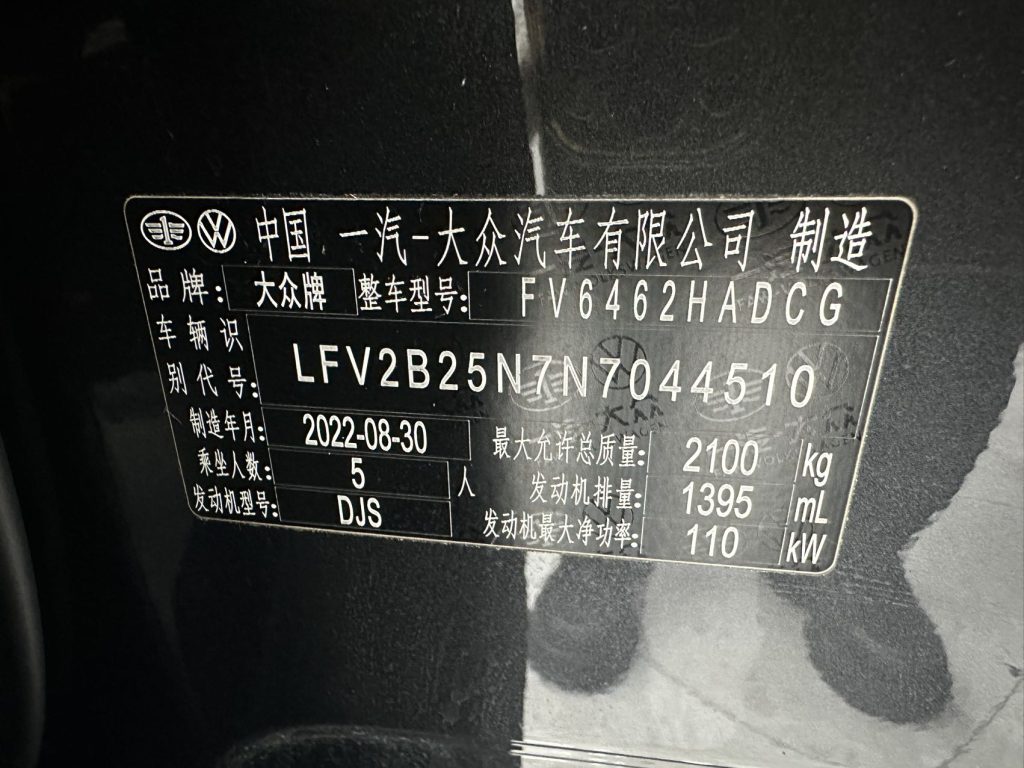 中国 一汽-大众汽车有限公司 制造
品牌: 大众牌 整车型号: FV6462HADCG
车辆识别代号: LFV2B25N7N7044510
制造年月: 2022-08-30 最大允许总质量: 2100 kg
乘坐人数: 5 人 发动机排量: 1395 mL
发动机型号: DJS 发动机最大净功率: 110 kW